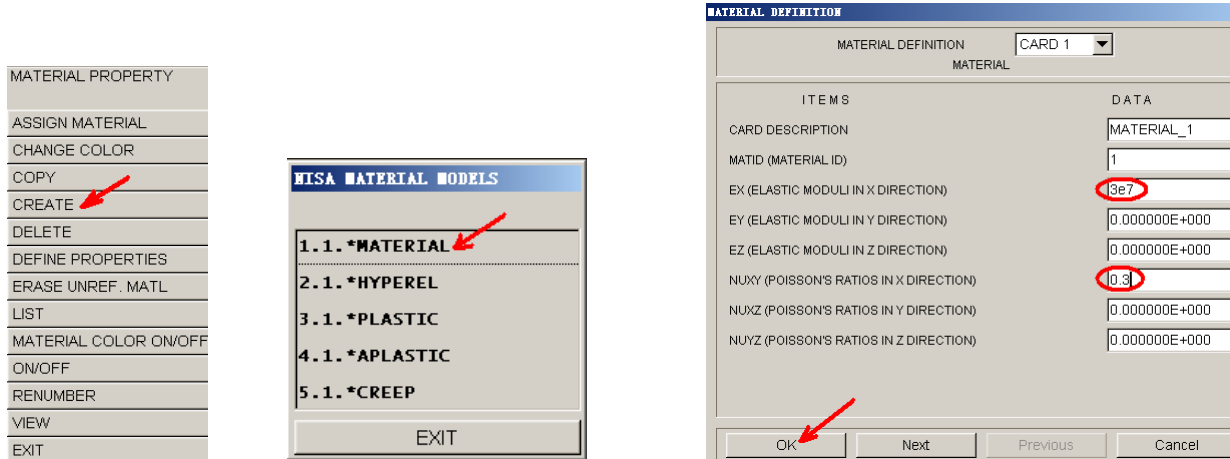 MATERIAL PROPERTY
ASSIGN MATERIAL
CHANGE COLOR
COPY
CREATE
DELETE
DEFINE PROPERTIES
ERASE UNREF. MATL
LIST
MATERIAL COLOR ON/OFF
ON/OFF
RENUMBER
VIEW
EXIT
NISA MATERIAL MODELS
1.1.*MATERIAL
2.1.*HYPEREL
3.1.*PLASTIC
4.1.*APLASTIC
5.1.*CREEP
EXIT
MATERIAL DEFINITION
MATERIAL DEFINITION CARD 1
MATERIAL
ITEMS DATA
CARD DESCRIPTION MATERIAL_1
MATID (MATERIAL ID) 1
EX (ELASTIC MODULI IN X DIRECTION) 3e7
EY (ELASTIC MODULI IN Y DIRECTION) 0.000000E+000
EZ (ELASTIC MODULI IN Z DIRECTION) 0.000000E+000
NUXY (POISSON'S RATIOS IN X DIRECTION) 0.3
NUXZ (POISSON'S RATIOS IN Y DIRECTION) 0.000000E+000
NUYZ (POISSON'S RATIOS IN Z DIRECTION) 0.000000E+000
OK Next Previous Cancel